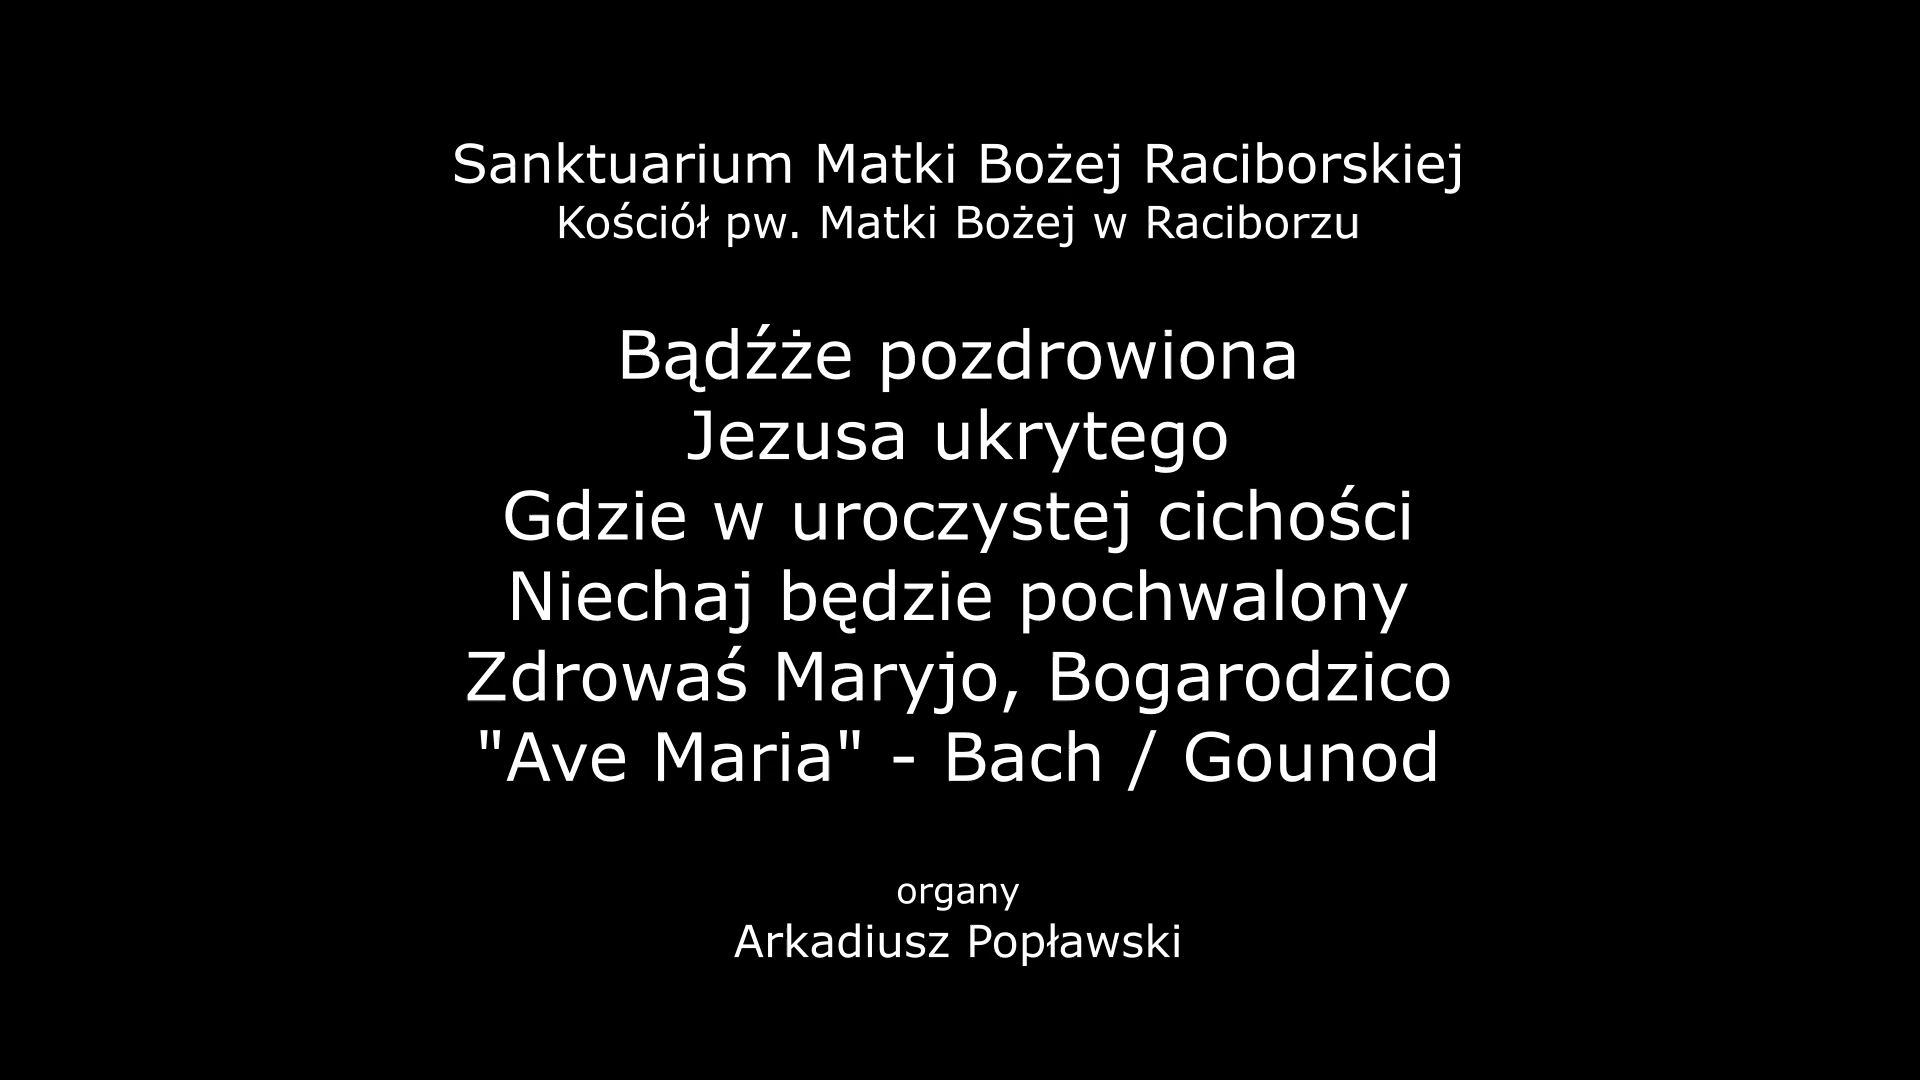 Sanktuarium Matki Bożej Raciborskiej
Kościół pw. Matki Bożej w Raciborzu
Bądźże pozdrowiona
Jezusa ukrytego
Gdzie w uroczystej cichości
Niechaj będzie pochwalony
Zdrowaś Maryjo, Bogarodzico
"Ave Maria" - Bach / Gounod
organy
Arkadiusz Popławski